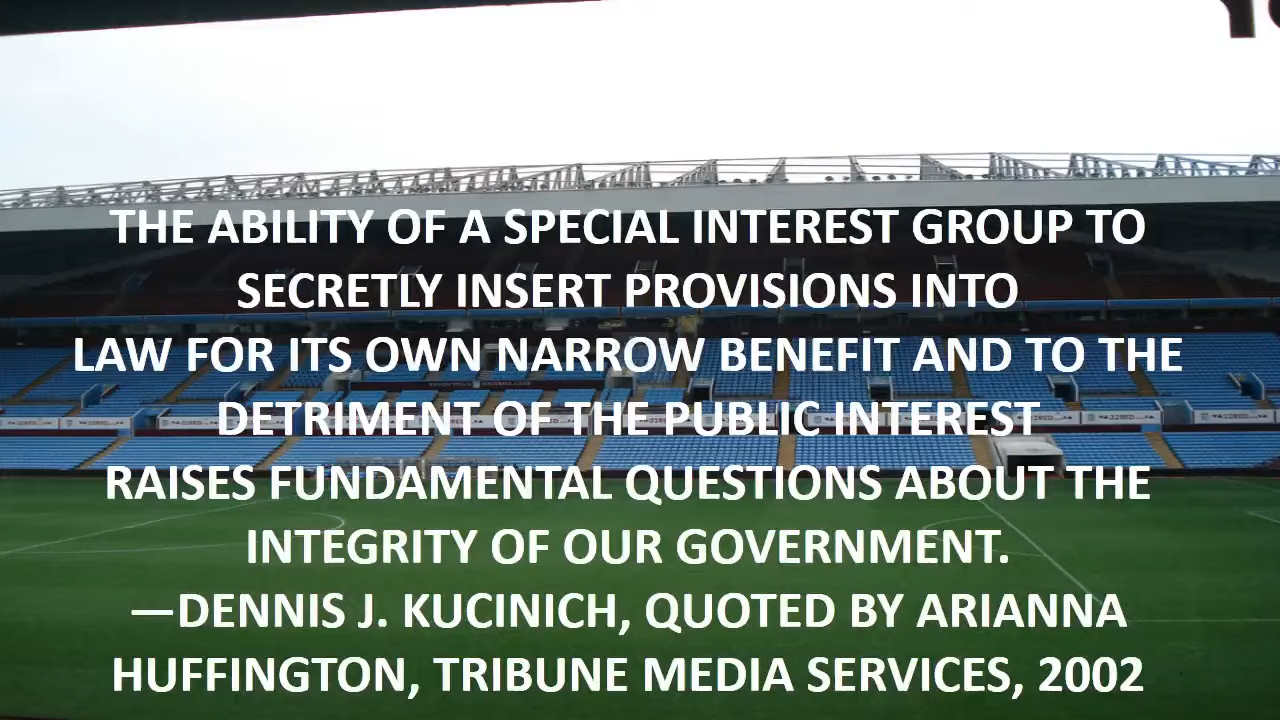 THE ABILITY OF A SPECIAL INTEREST GROUP TO
SECRETLY INSERT PROVISIONS INTO
LAW FOR ITS OWN NARROW BENEFIT AND TO THE
DETRIMENT OF THE PUBLIC INTEREST
RAISES FUNDAMENTAL QUESTIONS ABOUT THE
INTEGRITY OF OUR GOVERNMENT.
—DENNIS J. KUCINICH, QUOTED BY ARIANNA
HUFFINGTON, TRIBUNE MEDIA SERVICES, 2002